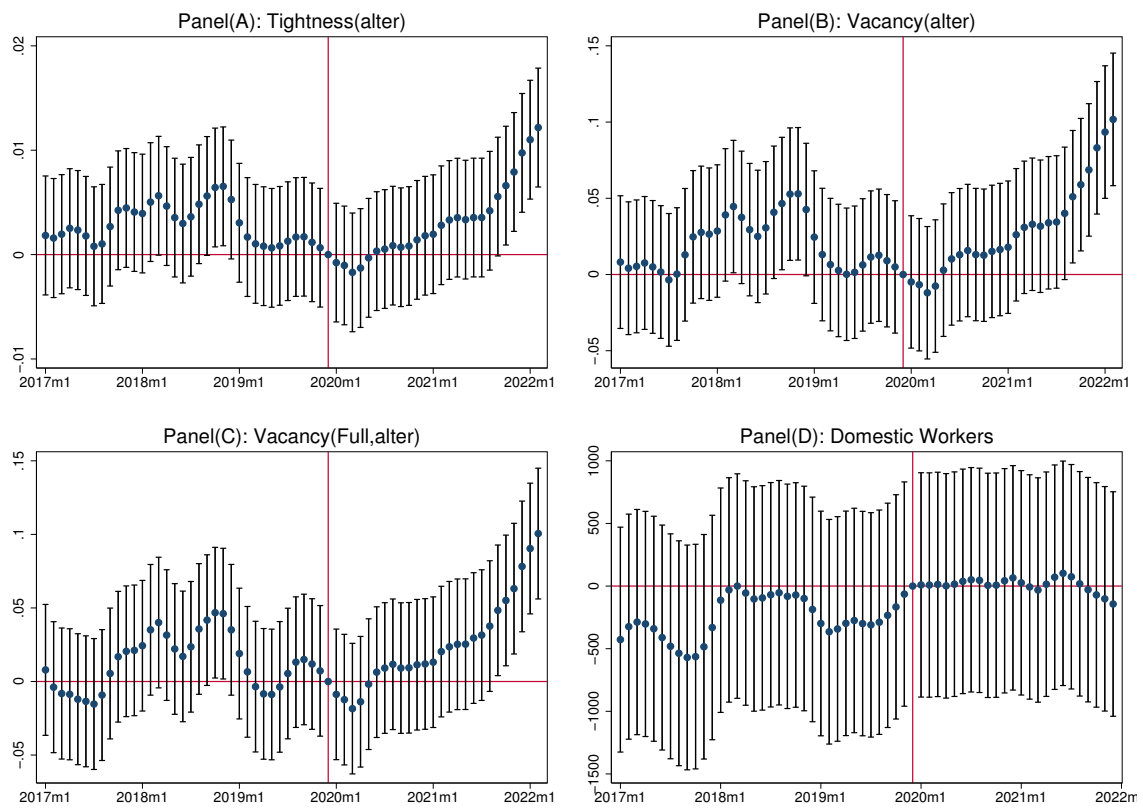 Panel(A): Tightness(alter)
.02
.01
0
-.01
2017m1 2018m1 2019m1 2020m1 2021m1 2022m1
Panel(B): Vacancy(alter)
.15
.1
.05
0
-.05
2017m1 2018m1 2019m1 2020m1 2021m1 2022m1
Panel(C): Vacancy(Full,alter)
.15
.1
.05
0
-.05
2017m1 2018m1 2019m1 2020m1 2021m1 2022m1
Panel(D): Domestic Workers
1000
500
0
-500
-1000
-1500
2017m1 2018m1 2019m1 2020m1 2021m1 2022m